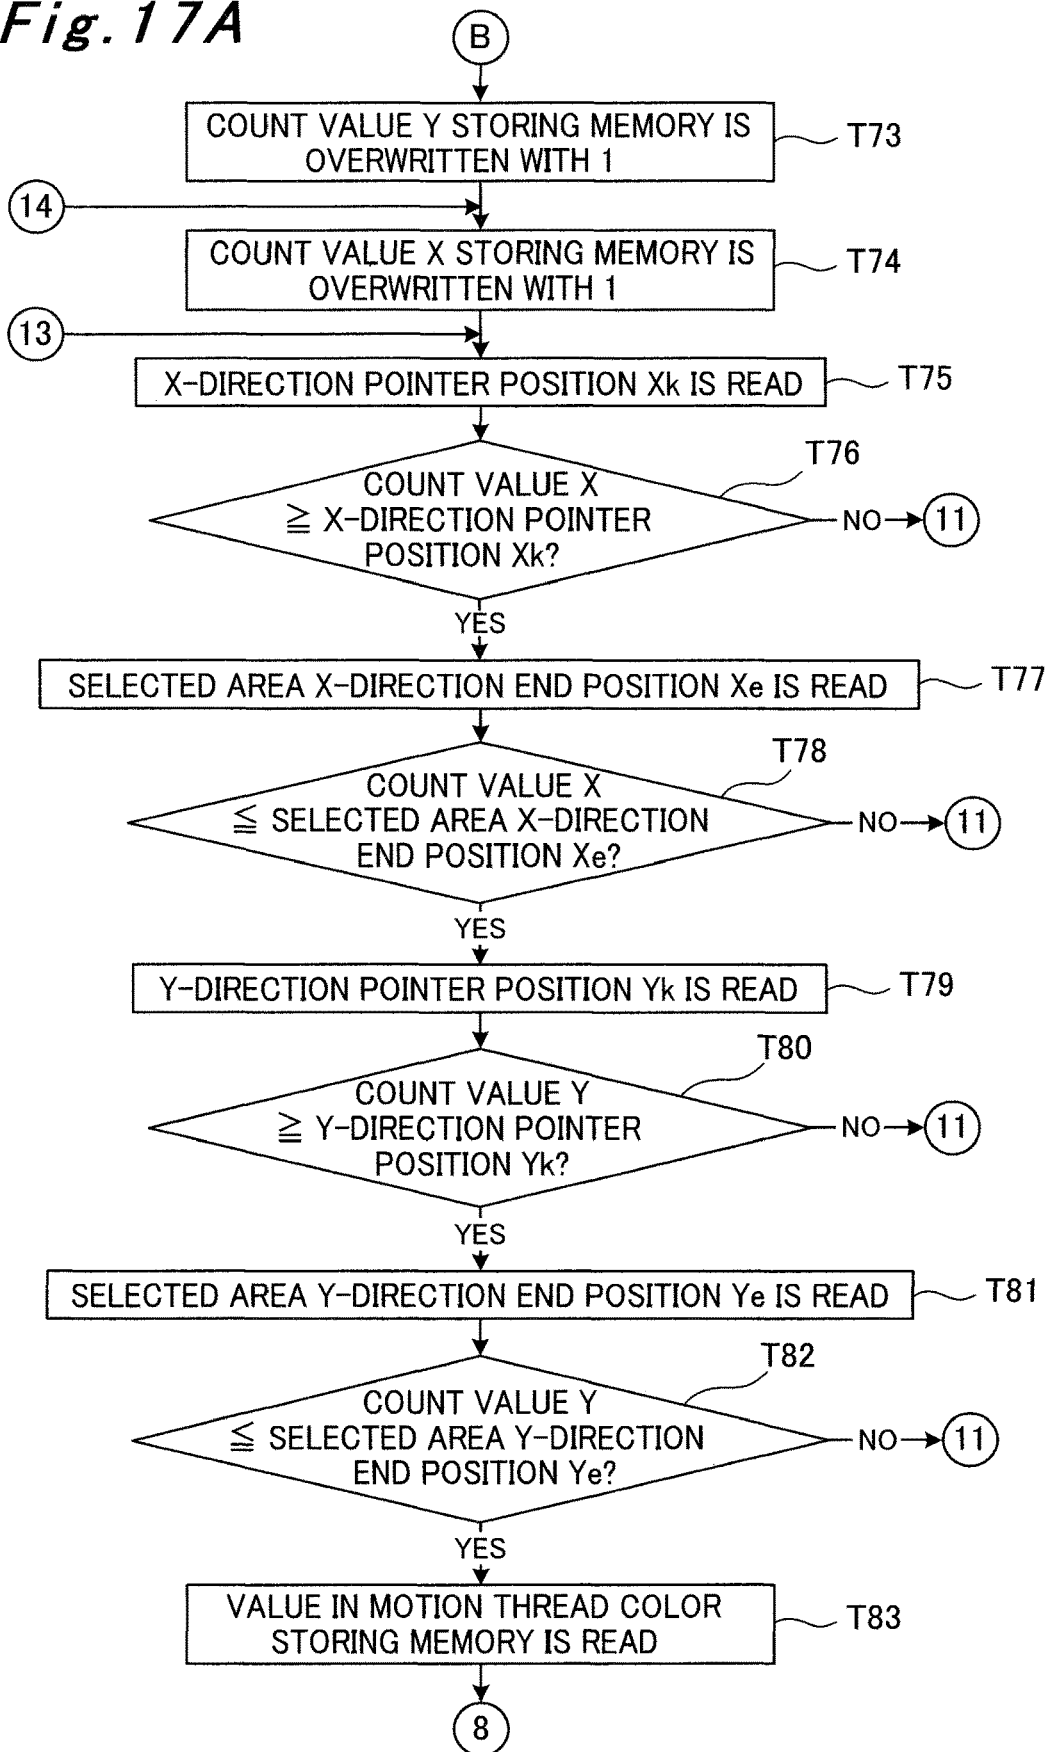 Fig. 17A
B
COUNT VALUE Y STORING MEMORY IS
OVERWRITTEN WITH 1
T73
14
COUNT VALUE X STORING MEMORY IS
OVERWRITTEN WITH 1
T74
13
X-DIRECTION POINTER POSITION Xk IS READ
T75
T76
COUNT VALUE X
≧ X-DIRECTION POINTER
POSITION Xk?
NO
11
YES
SELECTED AREA X-DIRECTION END POSITION Xe IS READ
T77
T78
COUNT VALUE X
≦ SELECTED AREA X-DIRECTION
END POSITION Xe?
NO
11
YES
Y-DIRECTION POINTER POSITION Yk IS READ
T79
T80
COUNT VALUE Y
≧ Y-DIRECTION POINTER
POSITION Yk?
NO
11
YES
SELECTED AREA Y-DIRECTION END POSITION Ye IS READ
T81
T82
COUNT VALUE Y
≦ SELECTED AREA Y-DIRECTION
END POSITION Ye?
NO
11
YES
VALUE IN MOTION THREAD COLOR
STORING MEMORY IS READ
T83
8